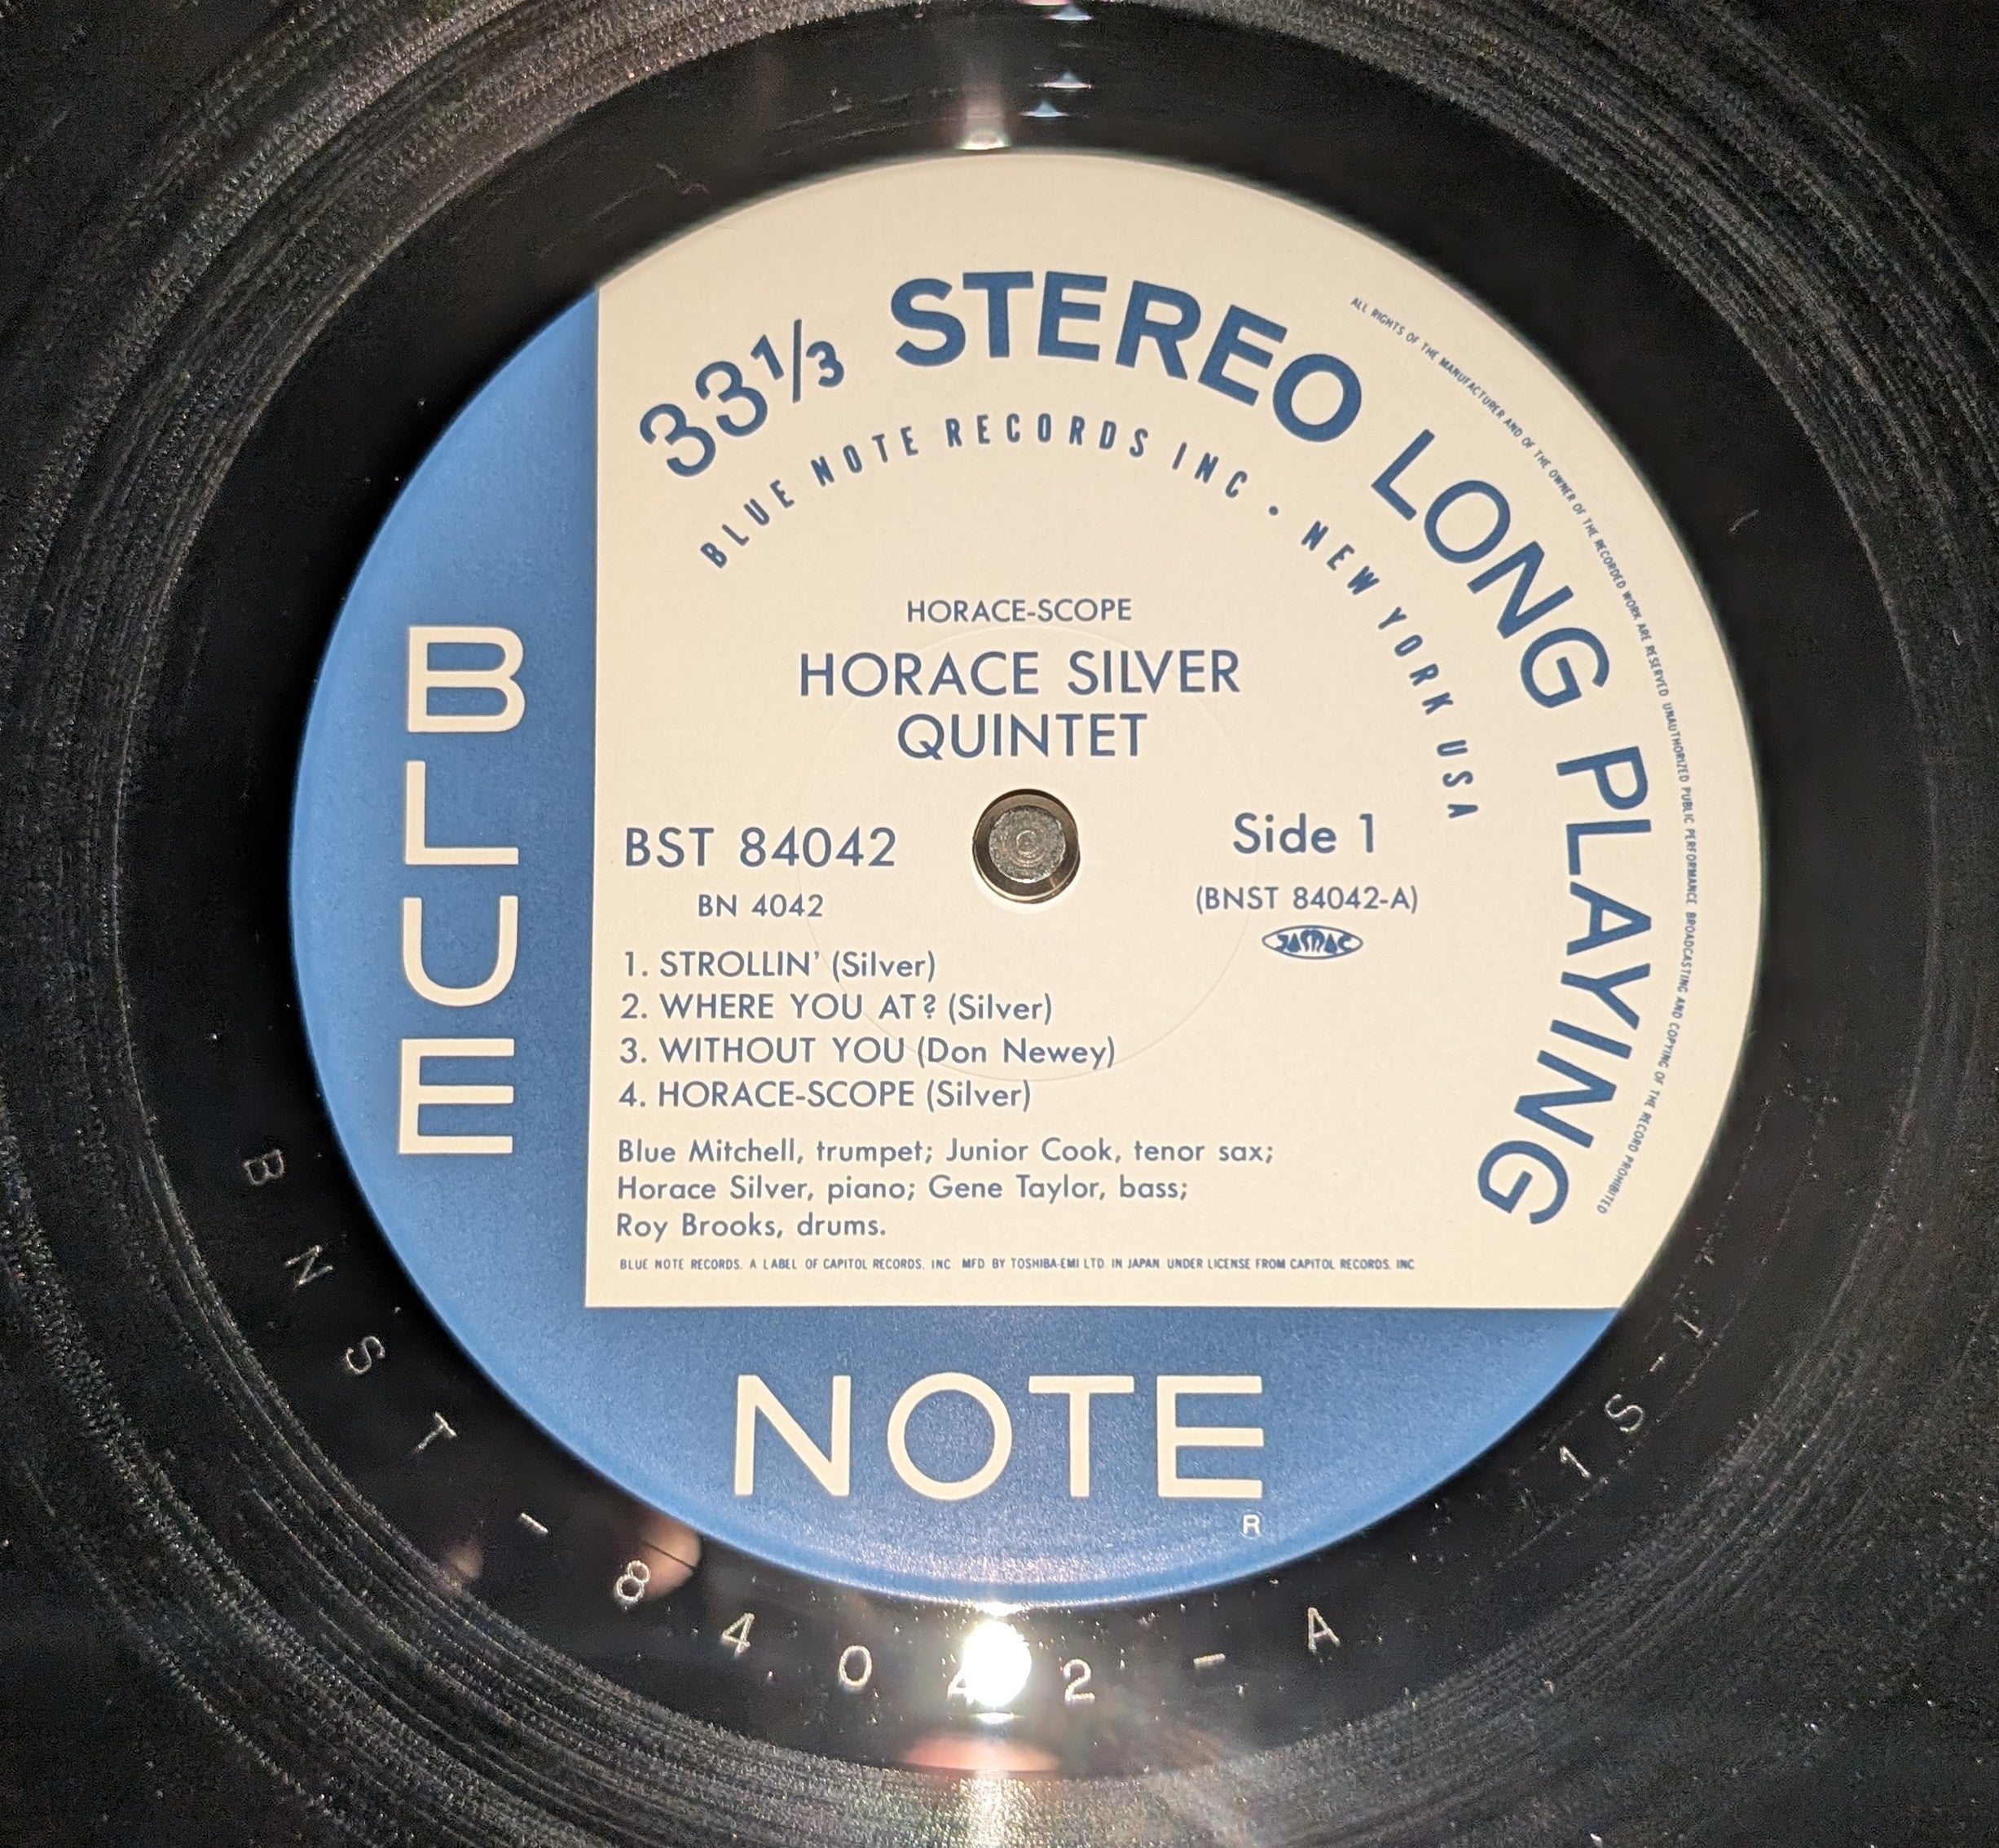 33 1/3 STEREO LONG PLAYING
BLUE NOTE RECORDS INC • NEW YORK USA
ALL RIGHTS OF THE MANUFACTURER AND OF THE OWNER OF THE RECORDED WORK ARE RESERVED UNAUTHORIZED PUBLIC PERFORMANCE BROADCASTING AND COPYING OF THE RECORD PROHIBITED
HORACE-SCOPE
HORACE SILVER
QUINTET
BST 84042
BN 4042
Side 1
(BNST 84042-A)
JASRAC
1. STROLLIN' (Silver)
2. WHERE YOU AT? (Silver)
3. WITHOUT YOU (Don Newey)
4. HORACE-SCOPE (Silver)
Blue Mitchell, trumpet; Junior Cook, tenor sax;
Horace Silver, piano; Gene Taylor, bass;
Roy Brooks, drums.
BLUE NOTE RECORDS. A LABEL OF CAPITOL RECORDS, INC MFD BY TOSHIBA-EMI LTD. IN JAPAN. UNDER LICENSE FROM CAPITOL RECORDS. INC
BLUE
NOTE
R
BNST-84042-A
1S-1